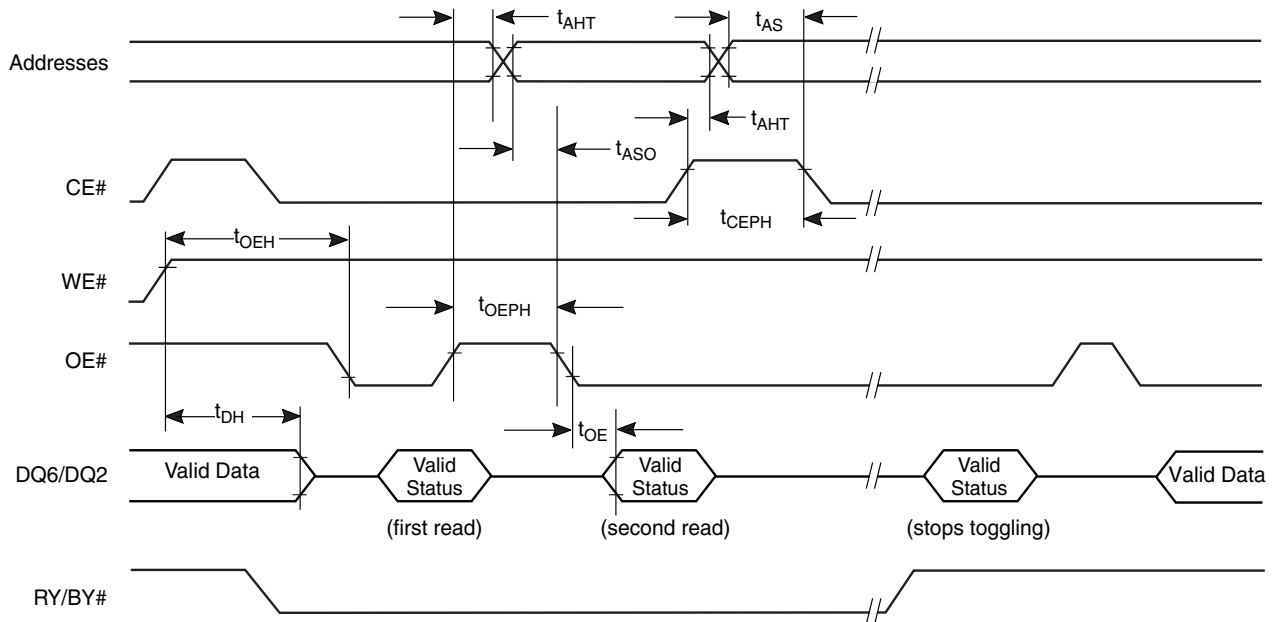 tAHT
tAS
Addresses
tAHT
tASO
CE#
tCEPH
tOEH
WE#
tOEPH
OE#
tDH
tOE
DQ6/DQ2
Valid Data
Valid
Status
Valid
Status
Valid
Status
Valid Data
(first read)
(second read)
(stops toggling)
RY/BY#